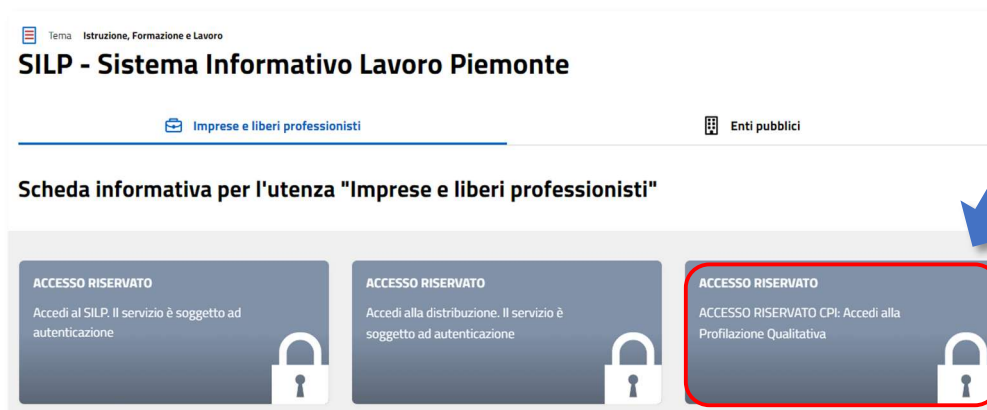 Tema Istruzione, Formazione e Lavoro
SILP - Sistema Informativo Lavoro Piemonte
Imprese e liberi professionisti
Enti pubblici
Scheda informativa per l'utenza "Imprese e liberi professionisti"
ACCESSO RISERVATO
Accedi al SILP. Il servizio è soggetto ad
autenticazione
ACCESSO RISERVATO
Accedi alla distribuzione. Il servizio è
soggetto ad autenticazione
ACCESSO RISERVATO
ACCESSO RISERVATO CPI: Accedi alla
Profilazione Qualitativa